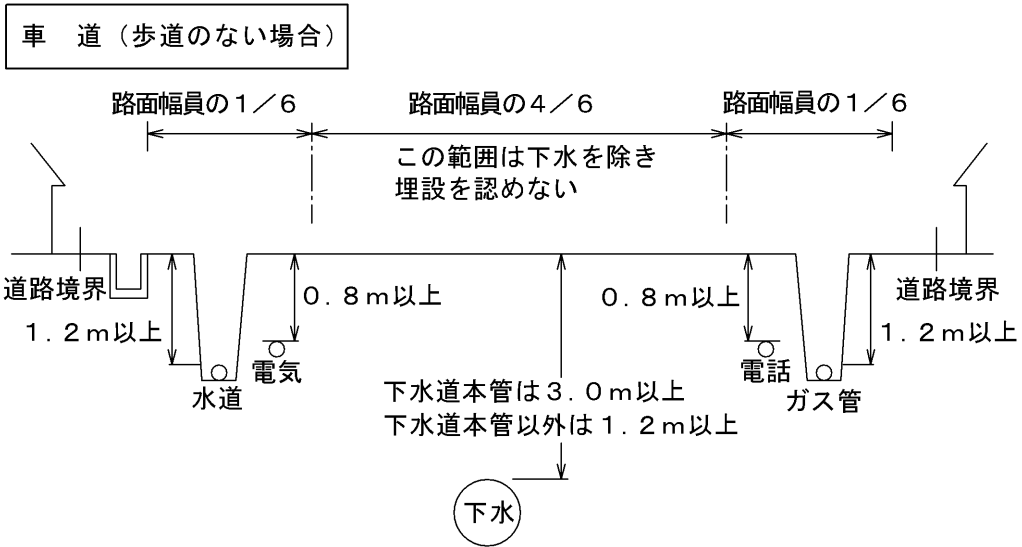 車　道（歩道のない場合）
路面幅員の１／６
路面幅員の４／６
路面幅員の１／６
この範囲は下水を除き
埋設を認めない
道路境界
０．８ｍ以上
０．８ｍ以上
道路境界
１．２ｍ以上
１．２ｍ以上
電気
電話
水道
ガス管
下水道本管は３．０ｍ以上
下水道本管以外は１．２ｍ以上
下水